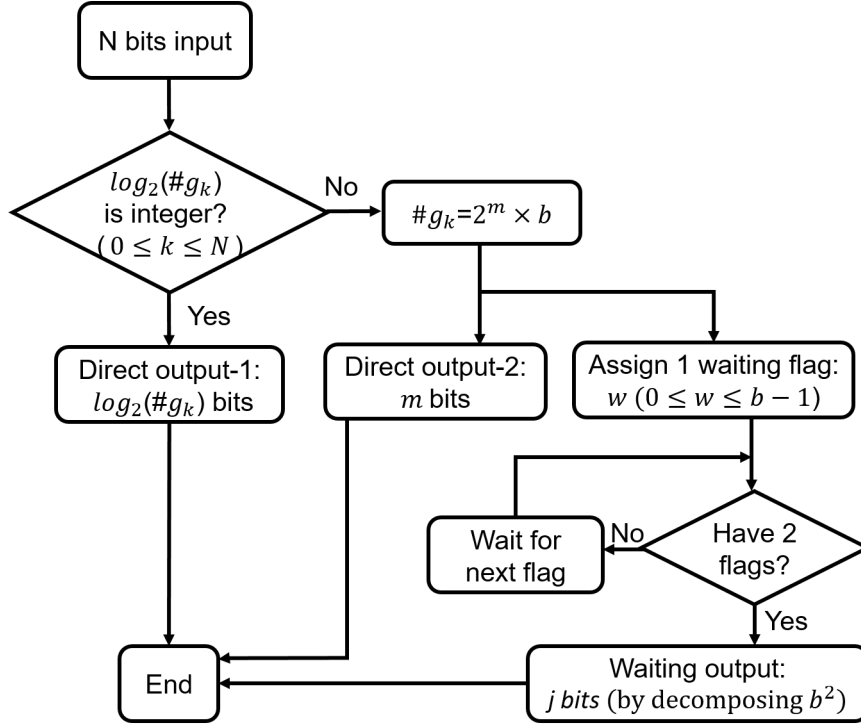 N bits input
log₂(#gₖ)
is integer?
( 0 ≤ k ≤ N )
No
#gₖ=2ᵐ × b
Yes
Direct output-1:
log₂(#gₖ) bits
Direct output-2:
m bits
Assign 1 waiting flag:
w (0 ≤ w ≤ b − 1)
Wait for
next flag
No
Have 2
flags?
Yes
End
Waiting output:
j bits (by decomposing b²)